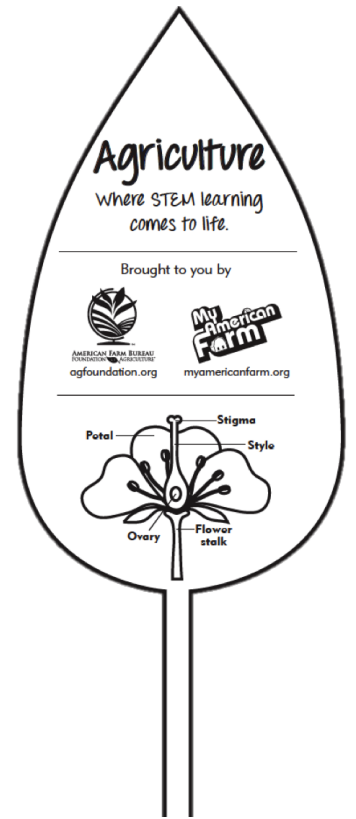 Agriculture
Where STEM learning
comes to life.
Brought to you by
AMERICAN FARM BUREAU
FOUNDATION AGRICULTURE
agfoundation.org
My
American
Farm
myamericanfarm.org
Stigma
Petal
Style
Ovary
Flower
stalk